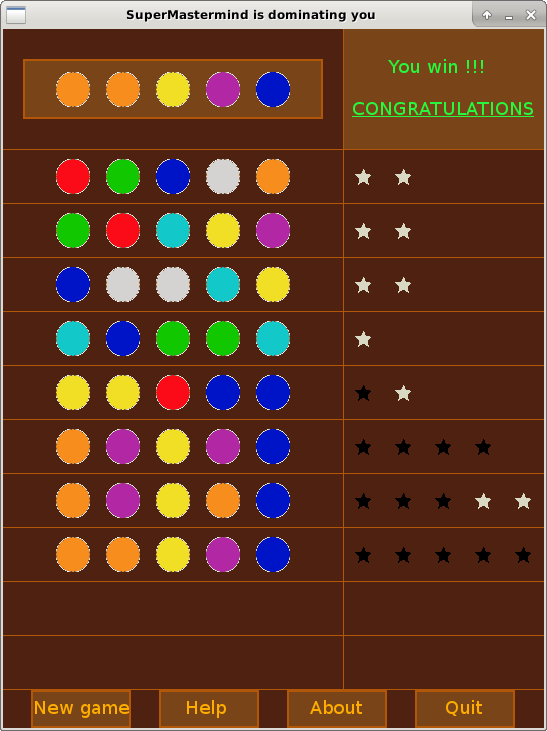 SuperMastermind is dominating you
You win !!!
CONGRATULATIONS
New game
Help
About
Quit